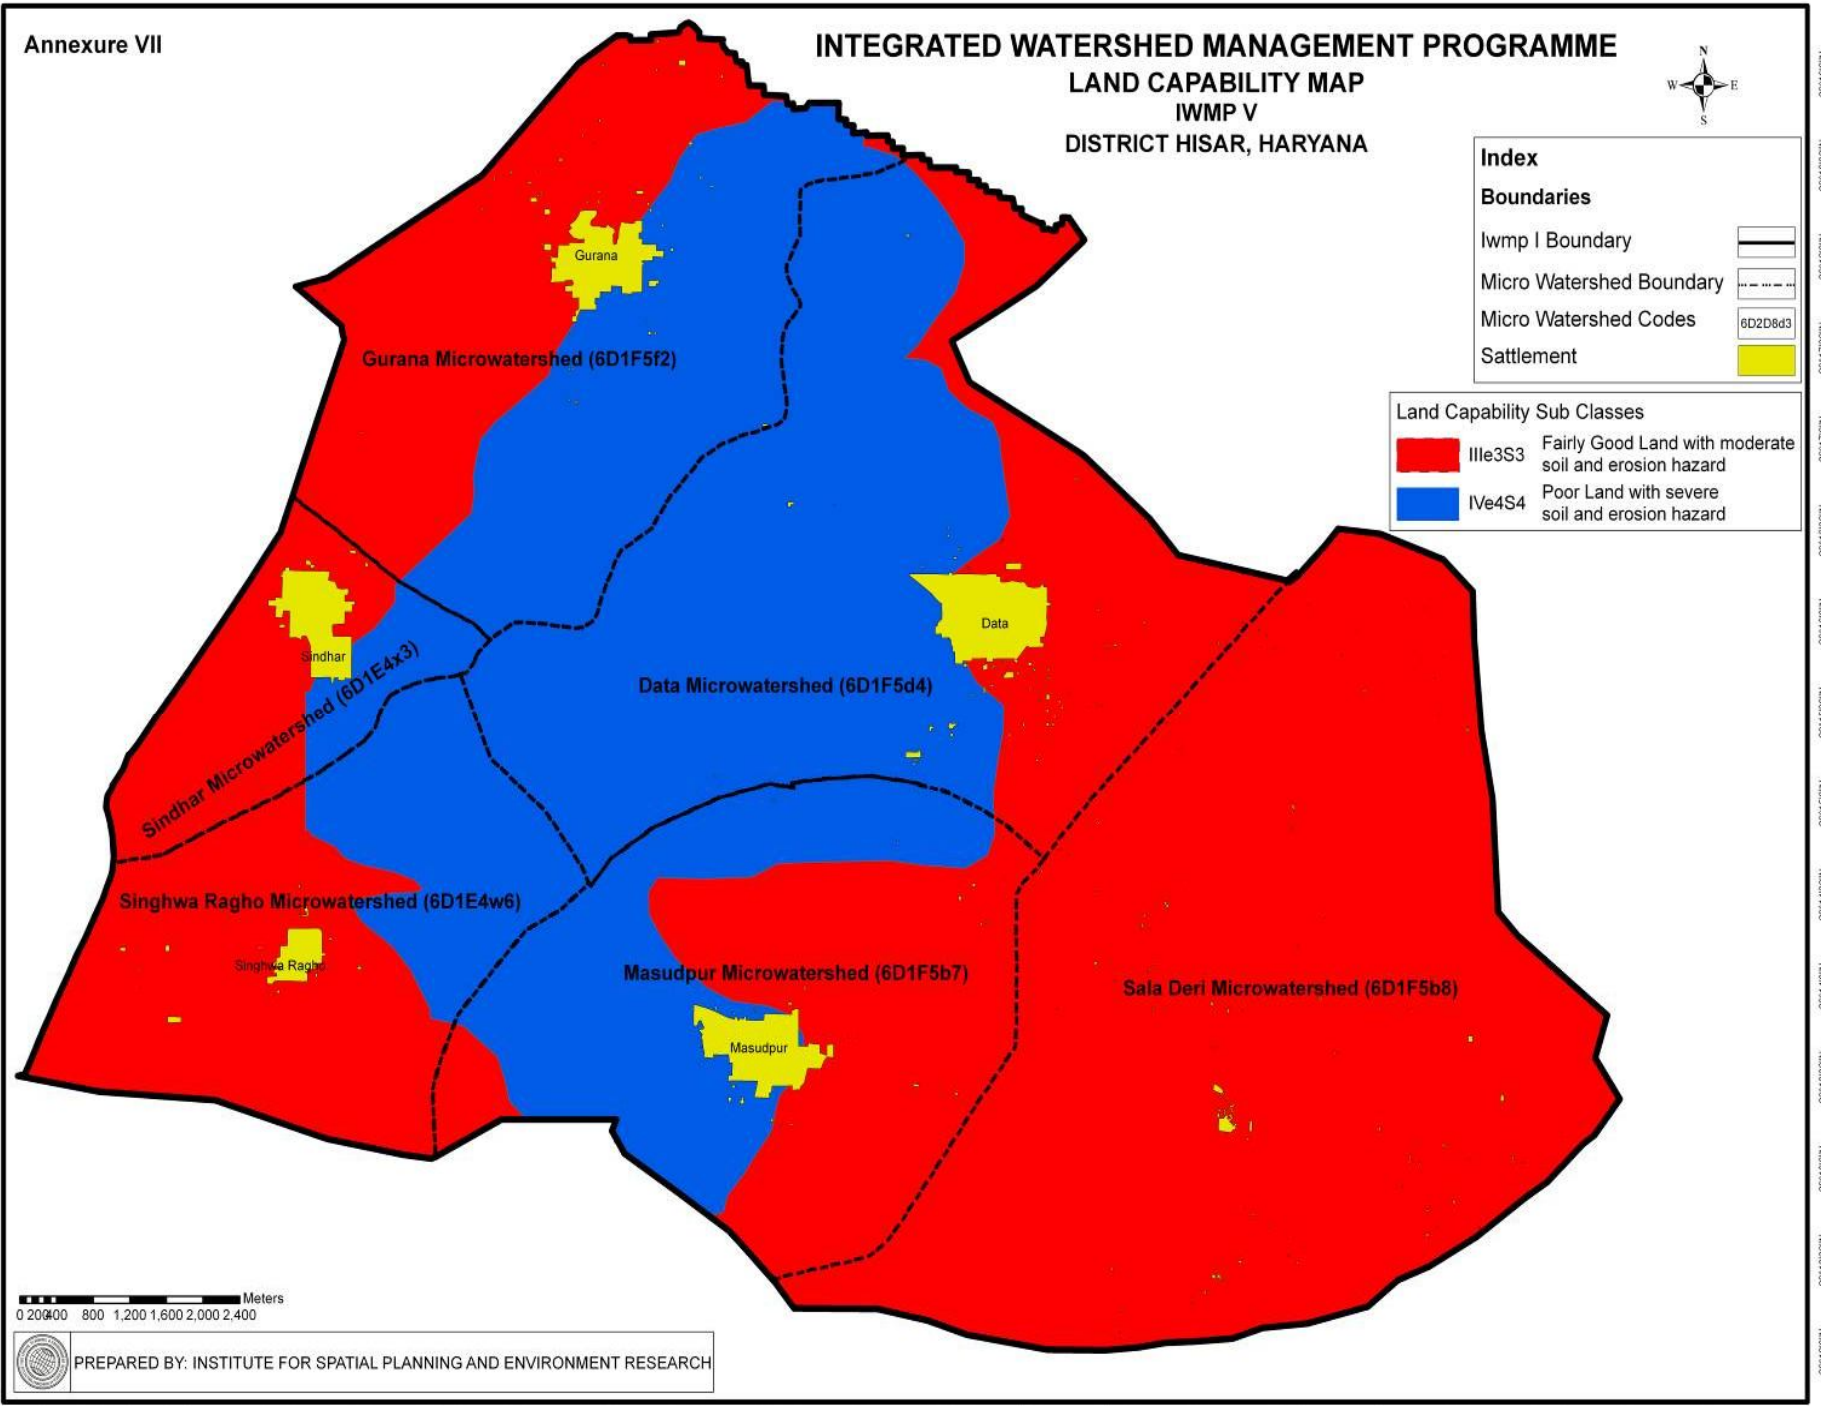 Annexure VII
INTEGRATED WATERSHED MANAGEMENT PROGRAMME
LAND CAPABILITY MAP
IWMP V
DISTRICT HISAR, HARYANA
N
W E
S
Index
Boundaries
Iwmp I Boundary
Micro Watershed Boundary
Micro Watershed Codes 6D2D8d3
Sattlement
Land Capability Sub Classes
IIIe3S3 Fairly Good Land with moderate
soil and erosion hazard
IVe4S4 Poor Land with severe
soil and erosion hazard
Gurana
Gurana Microwatershed (6D1F5f2)
Sindhar
Sindhar Microwatershed (6D1E4x3)
Data
Data Microwatershed (6D1F5d4)
Singhwa Ragho Microwatershed (6D1E4w6)
Singhwa Ragho
Masudpur Microwatershed (6D1F5b7)
Masudpur
Sala Deri Microwatershed (6D1F5b8)
Meters
0 200 400 800 1,200 1,600 2,000 2,400
PREPARED BY: INSTITUTE FOR SPATIAL PLANNING AND ENVIRONMENT RESEARCH